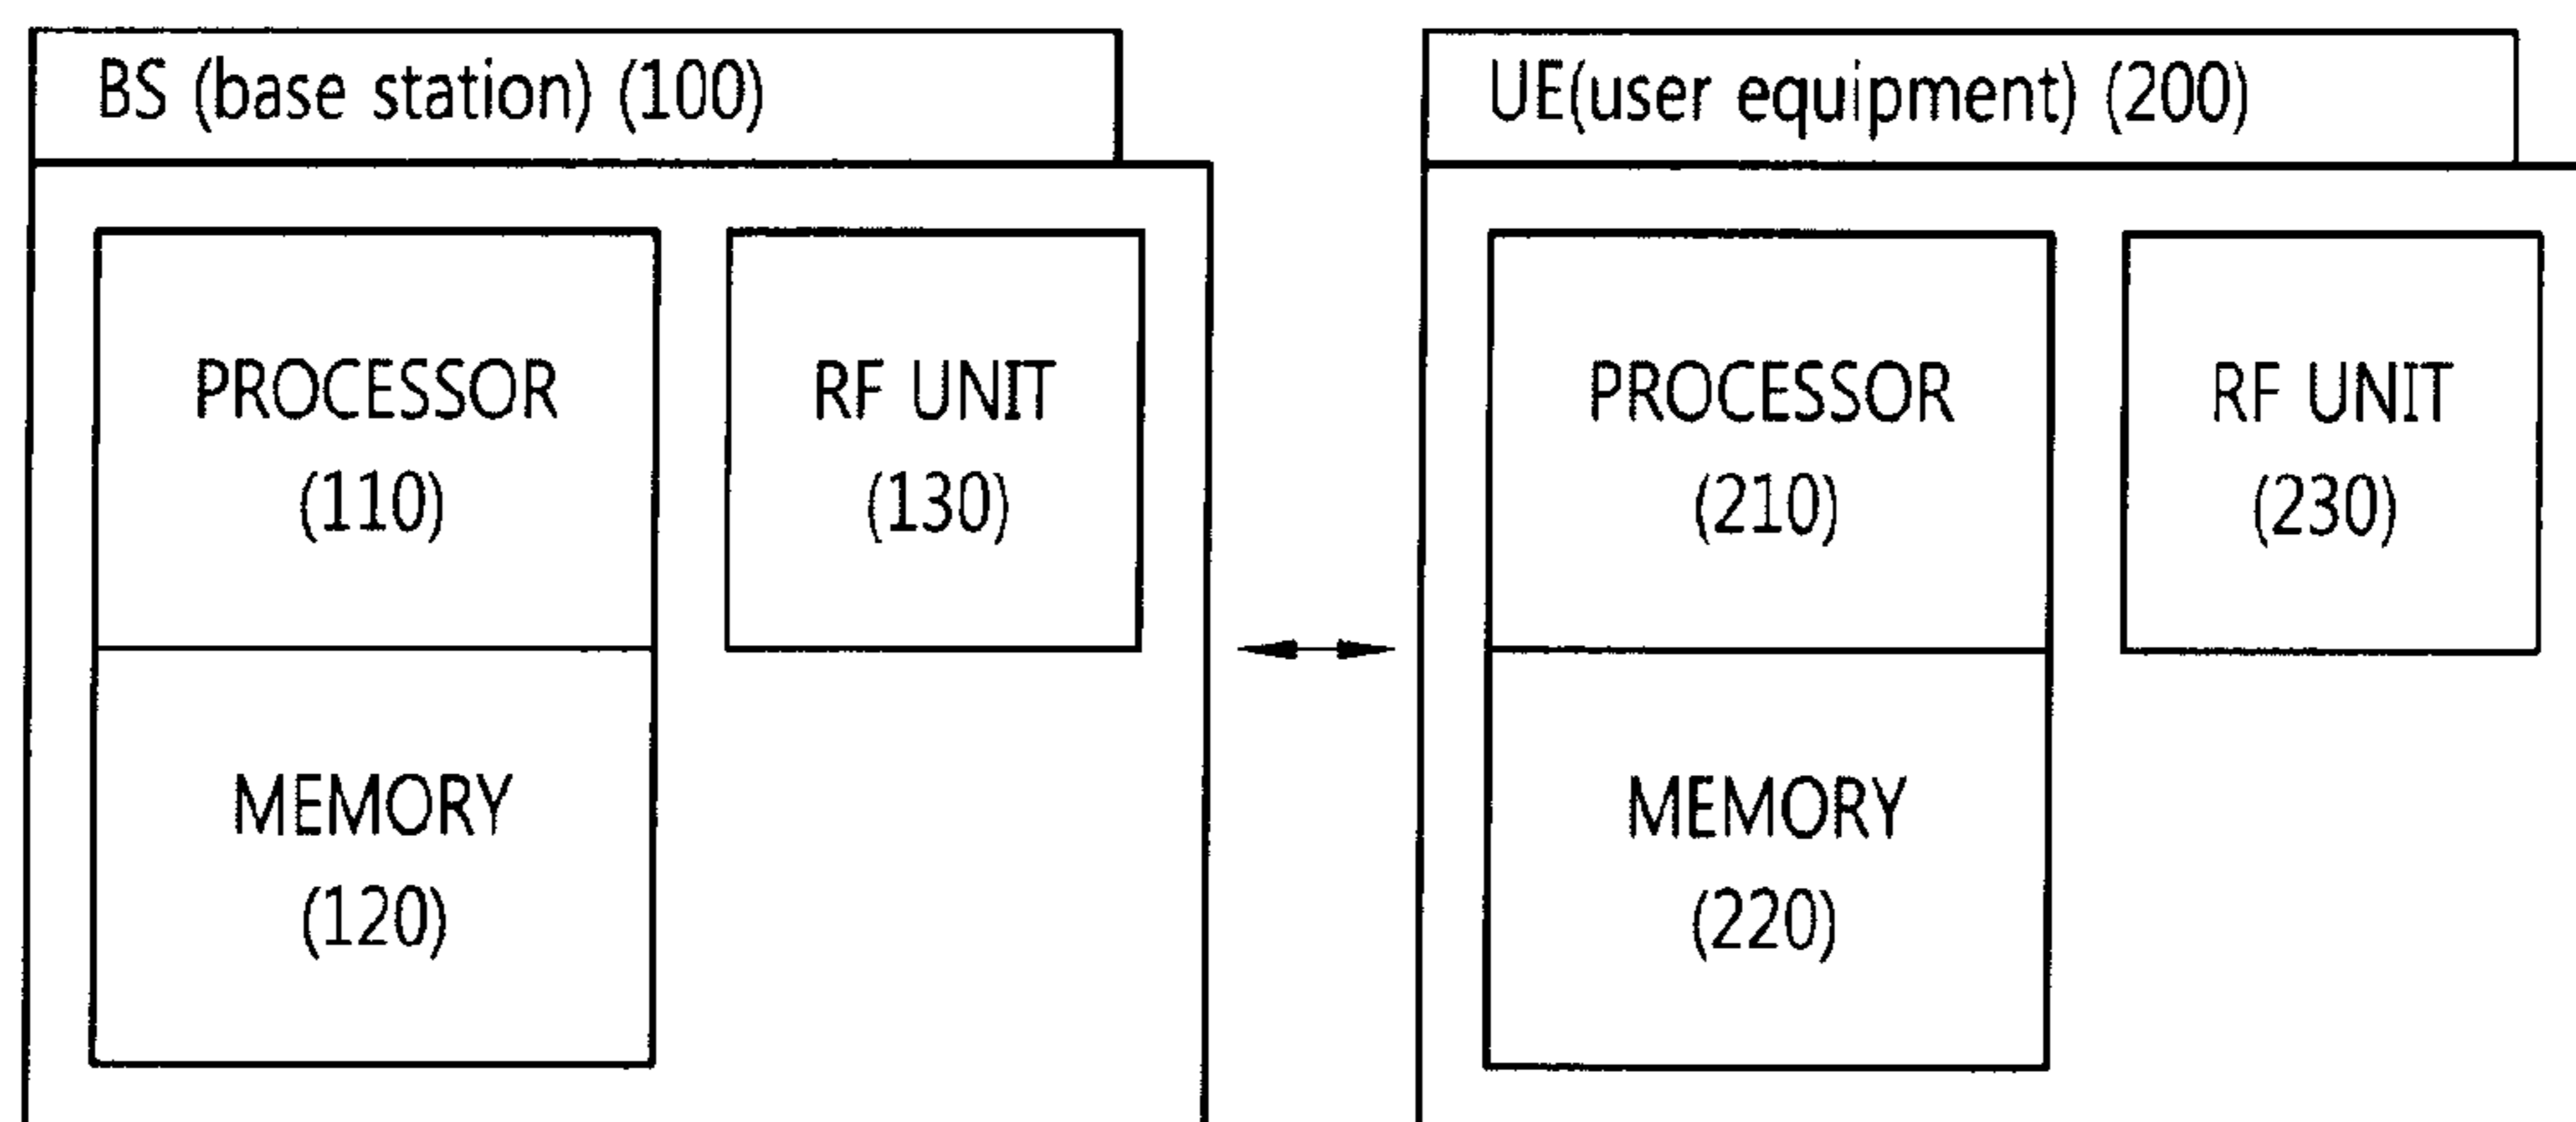 BS (base station) (100)
PROCESSOR
(110)
RF UNIT
(130)
MEMORY
(120)
UE(user equipment) (200)
PROCESSOR
(210)
RF UNIT
(230)
MEMORY
(220)